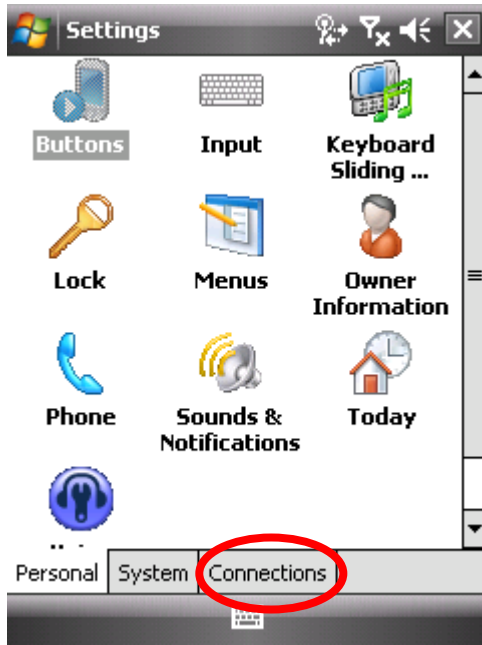 Settings
Buttons
Input
Keyboard
Sliding ...
Lock
Menus
Owner
Information
Phone
Sounds &
Notifications
Today
Personal
System
Connections